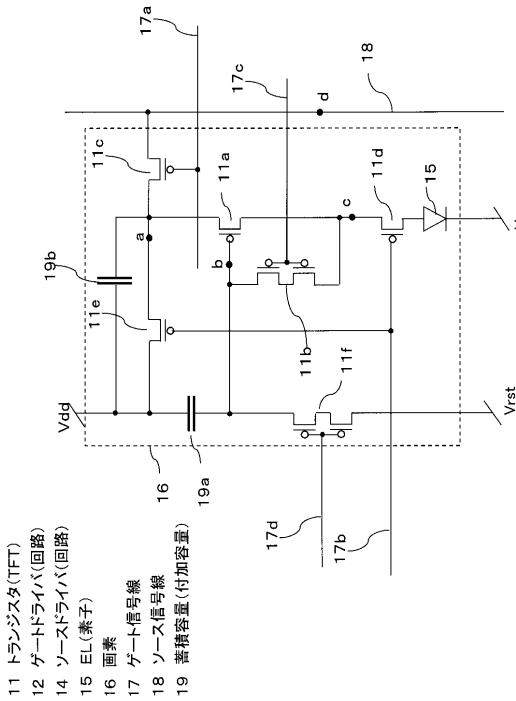 11 トランジスタ(TFT)
12 ゲートドライバ(回路)
14 ソースドライバ(回路)
15 EL(素子)
16 画素
17 ゲート信号線
18 ソース信号線
19 蓄積容量(付加容量)
Vdd
16
19a
19b
11e
a
11c
17a
17c
d
18
11a
b
c
11d
15
11b
11f
17d
17b
Vrst